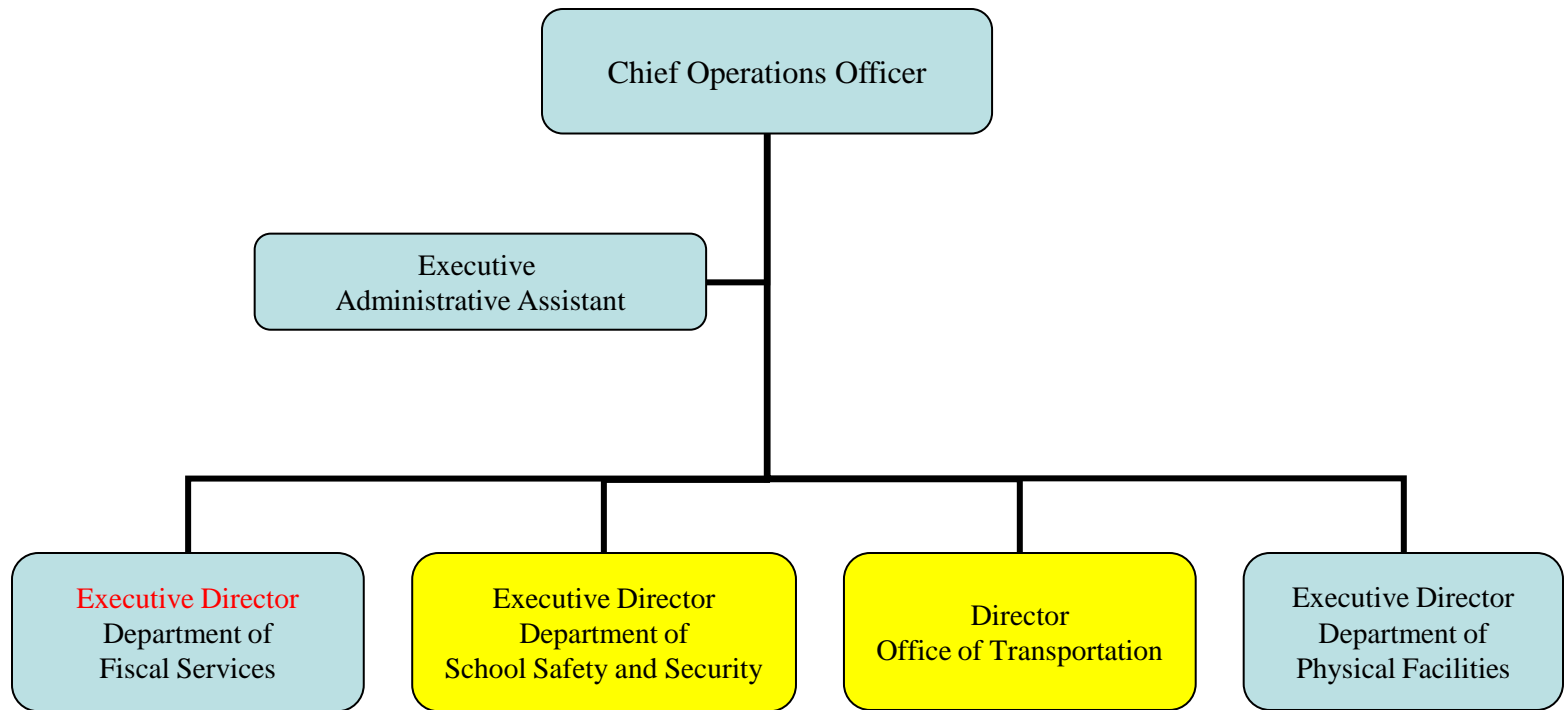 Chief Operations Officer
Executive
Administrative Assistant
Executive Director
Department of
Fiscal Services
Executive Director
Department of
School Safety and Security
Director
Office of Transportation
Executive Director
Department of
Physical Facilities